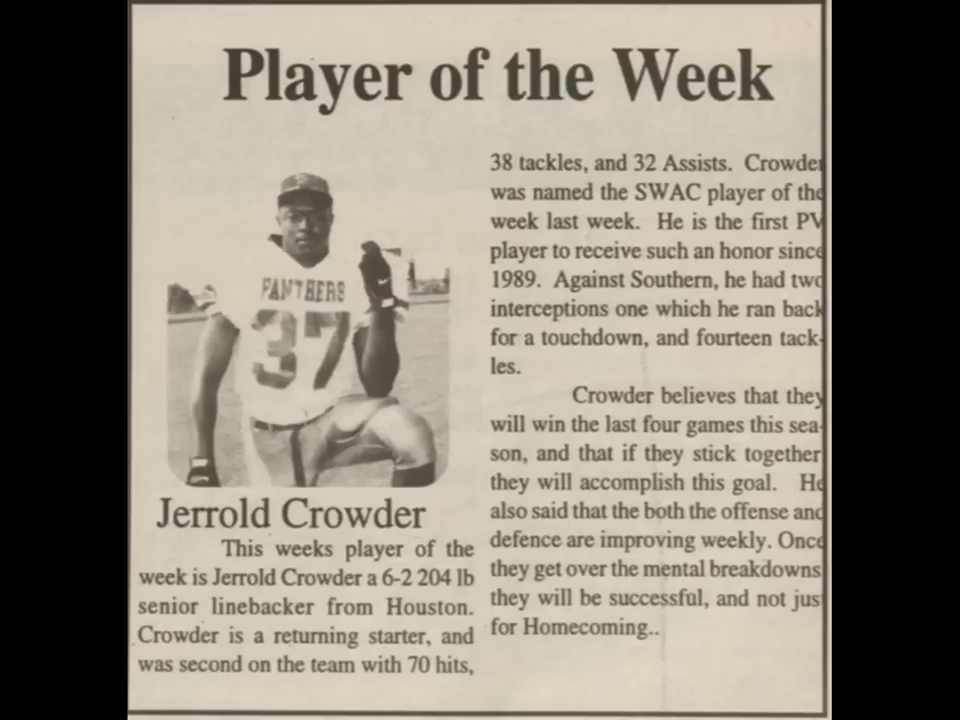 Player of the Week
PANTHERS
37
Jerrold Crowder
This weeks player of the
week is Jerrold Crowder a 6-2 204 lb
senior linebacker from Houston.
Crowder is a returning starter, and
was second on the team with 70 hits,
38 tackles, and 32 Assists. Crowder
was named the SWAC player of the
week last week. He is the first PV
player to receive such an honor since
1989. Against Southern, he had two
interceptions one which he ran back
for a touchdown, and fourteen tack-
les.
Crowder believes that they
will win the last four games this sea-
son, and that if they stick together
they will accomplish this goal. He
also said that the both the offense and
defence are improving weekly. Once
they get over the mental breakdowns
they will be successful, and not jus
for Homecoming..